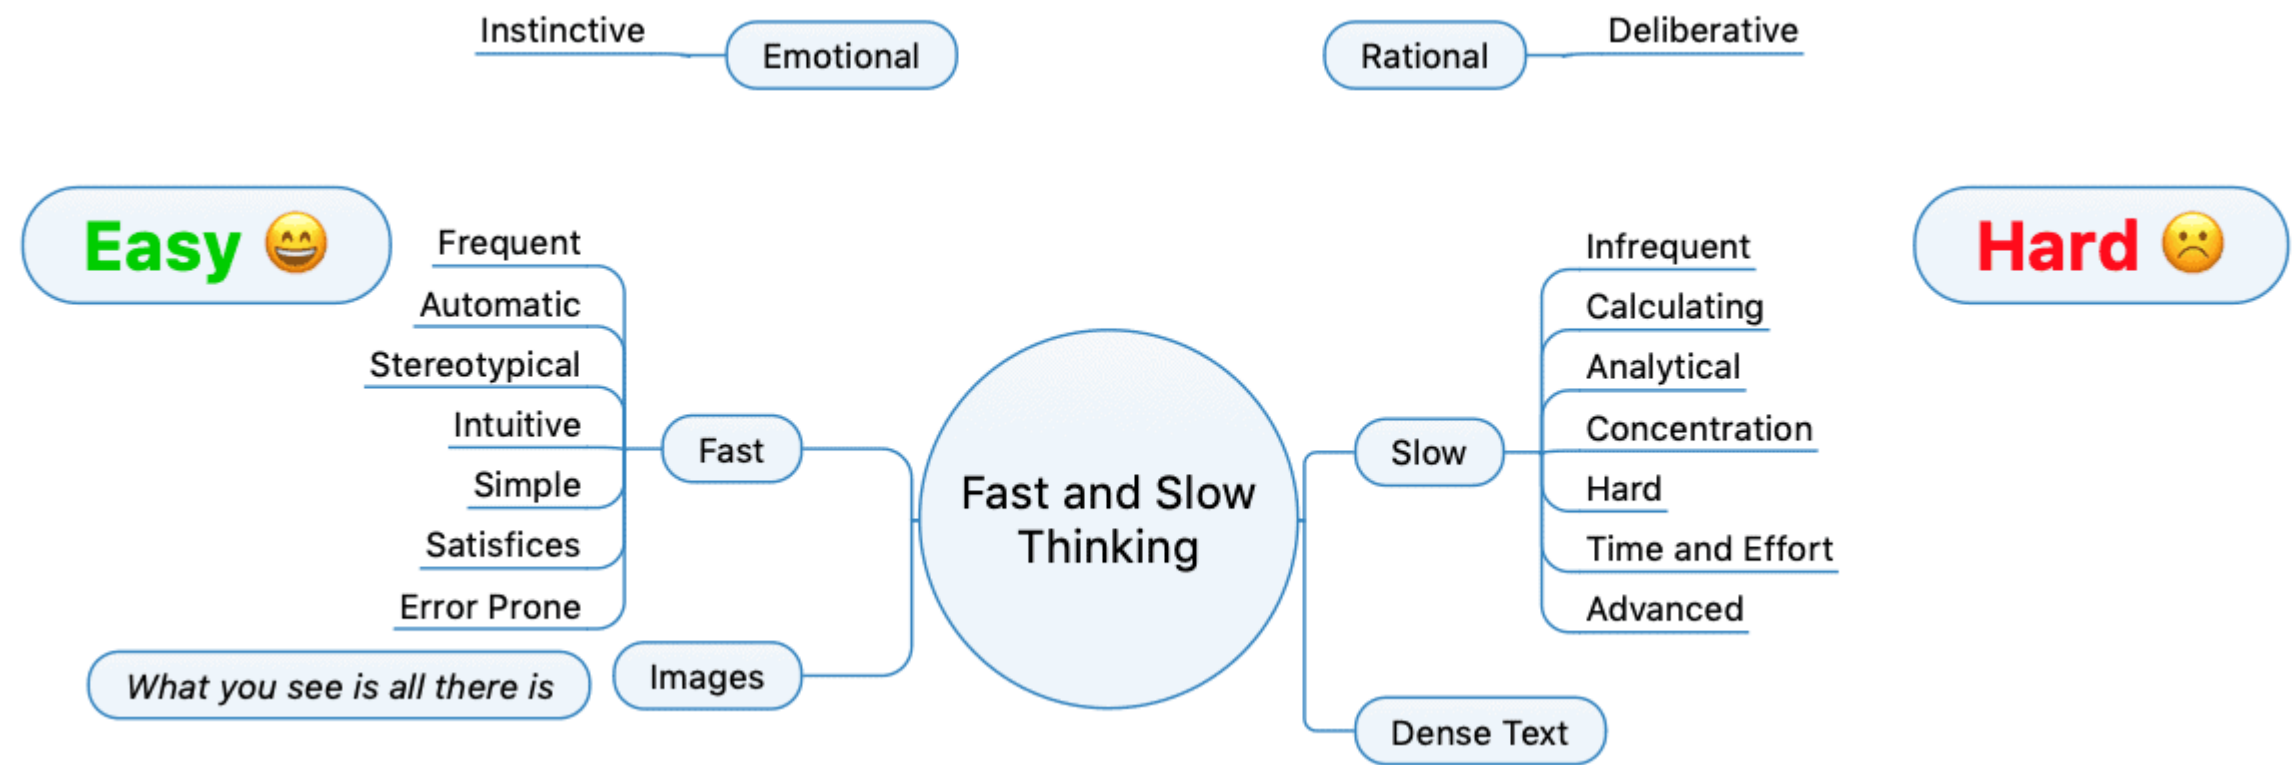 Instinctive
Emotional
Rational
Deliberative
Easy 😄
Frequent
Automatic
Stereotypical
Intuitive
Simple
Satisfices
Error Prone
Fast
Images
What you see is all there is
Fast and Slow
Thinking
Slow
Infrequent
Calculating
Analytical
Concentration
Hard
Time and Effort
Advanced
Dense Text
Hard ☹️